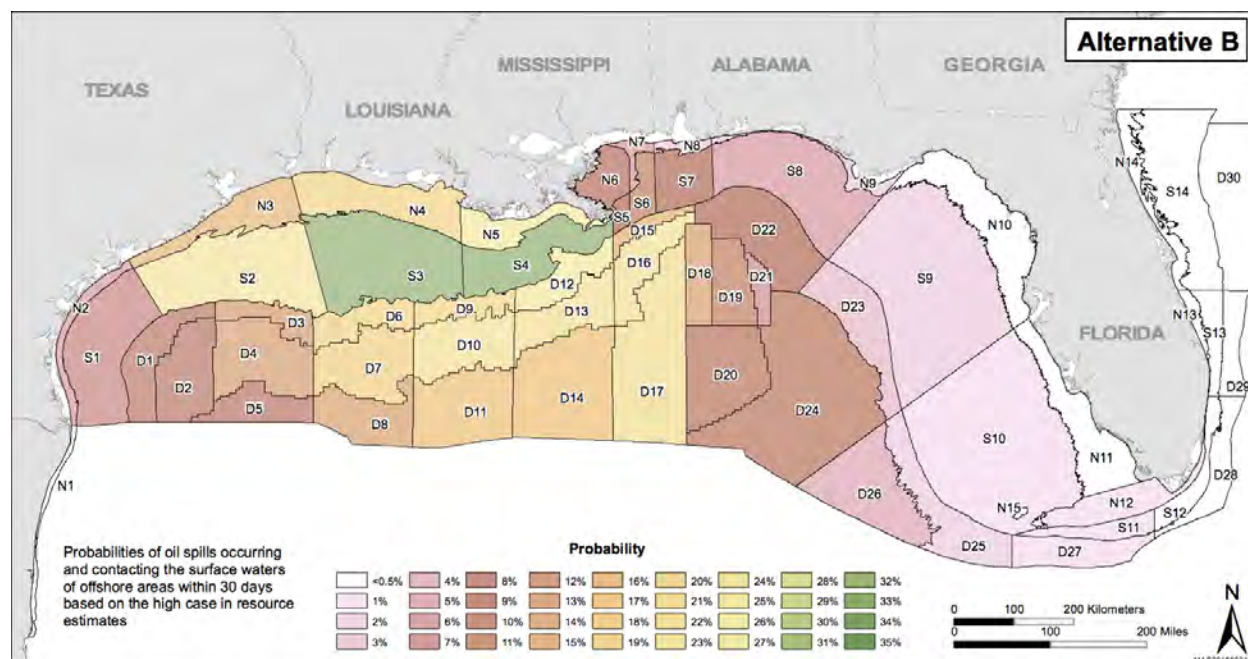 Alternative B
TEXAS
LOUISIANA
MISSISSIPPI
ALABAMA
GEORGIA
FLORIDA
N7
N8
N14
D30
N6
S7
S8
N9
S14
N3
N4
S6
S5
N10
N5
D15
D22
S2
S3
S4
D16
S9
D12
D18
D21
D23
N2
D3
D6
D9
D13
D19
N13
S13
S1
D1
D4
D10
D2
D7
D20
D29
D5
D8
D11
D14
D17
D24
S10
N11
D28
N1
D26
N15
N12
S12
S11
D25
D27
Probabilities of oil spills occurring
and contacting the surface waters
of offshore areas within 30 days
based on the high case in resource
estimates
Probability
<0.5% 4% 8% 12% 16% 20% 24% 28% 32%
1% 5% 9% 13% 17% 21% 25% 29% 33%
2% 6% 10% 14% 18% 22% 26% 30% 34%
3% 7% 11% 15% 19% 23% 27% 31% 35%
N
0 100 200 Kilometers
0 100 200 Miles